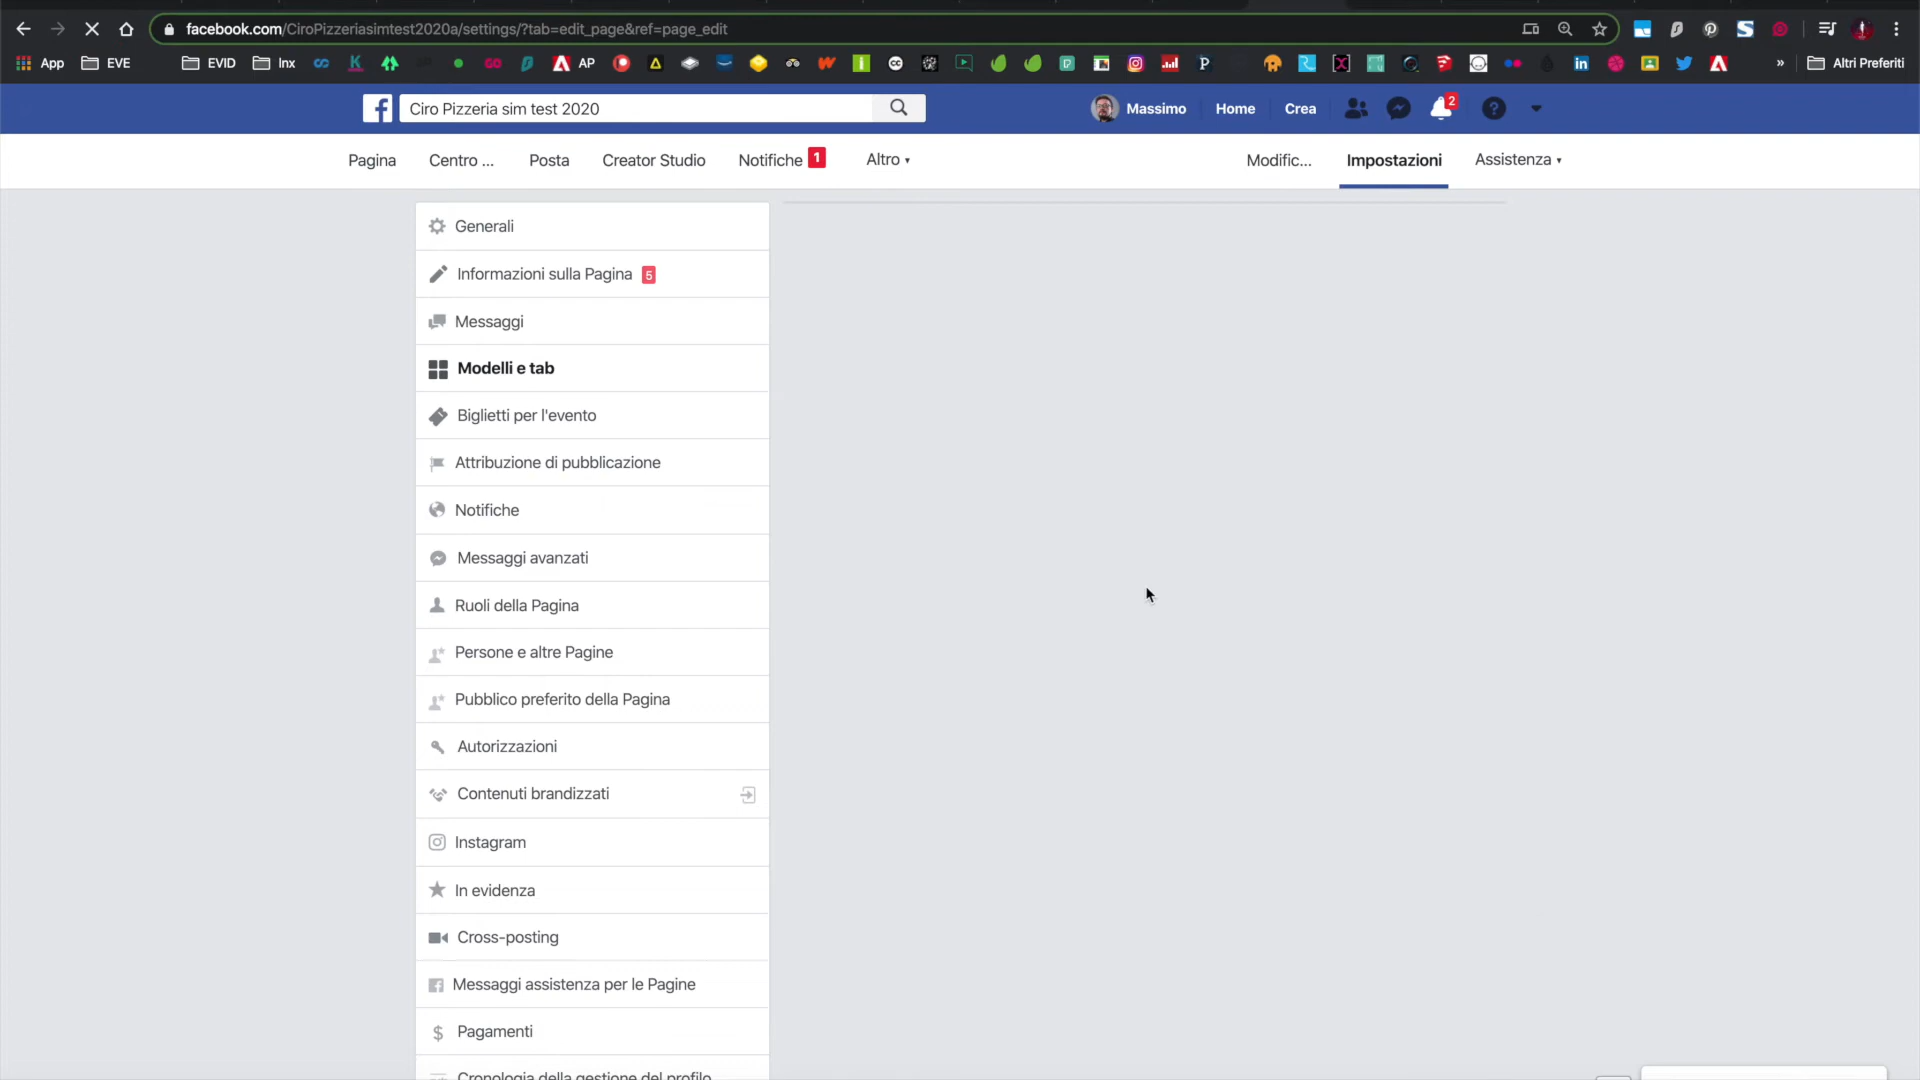 facebook.com/CiroPizzeriasimtest2020a/settings/?tab=edit_page&ref=page_edit
App EVE EVID Inx AP » Altri Preferiti
Ciro Pizzeria sim test 2020 Massimo Home Crea 2
Pagina Centro ... Posta Creator Studio Notifiche 1 Altro Modific... Impostazioni Assistenza
Generali
Informazioni sulla Pagina 5
Messaggi
Modelli e tab
Biglietti per l'evento
Attribuzione di pubblicazione
Notifiche
Messaggi avanzati
Ruoli della Pagina
Persone e altre Pagine
Pubblico preferito della Pagina
Autorizzazioni
Contenuti brandizzati
Instagram
In evidenza
Cross-posting
Messaggi assistenza per le Pagine
Pagamenti
Cronologia della gestione del profilo